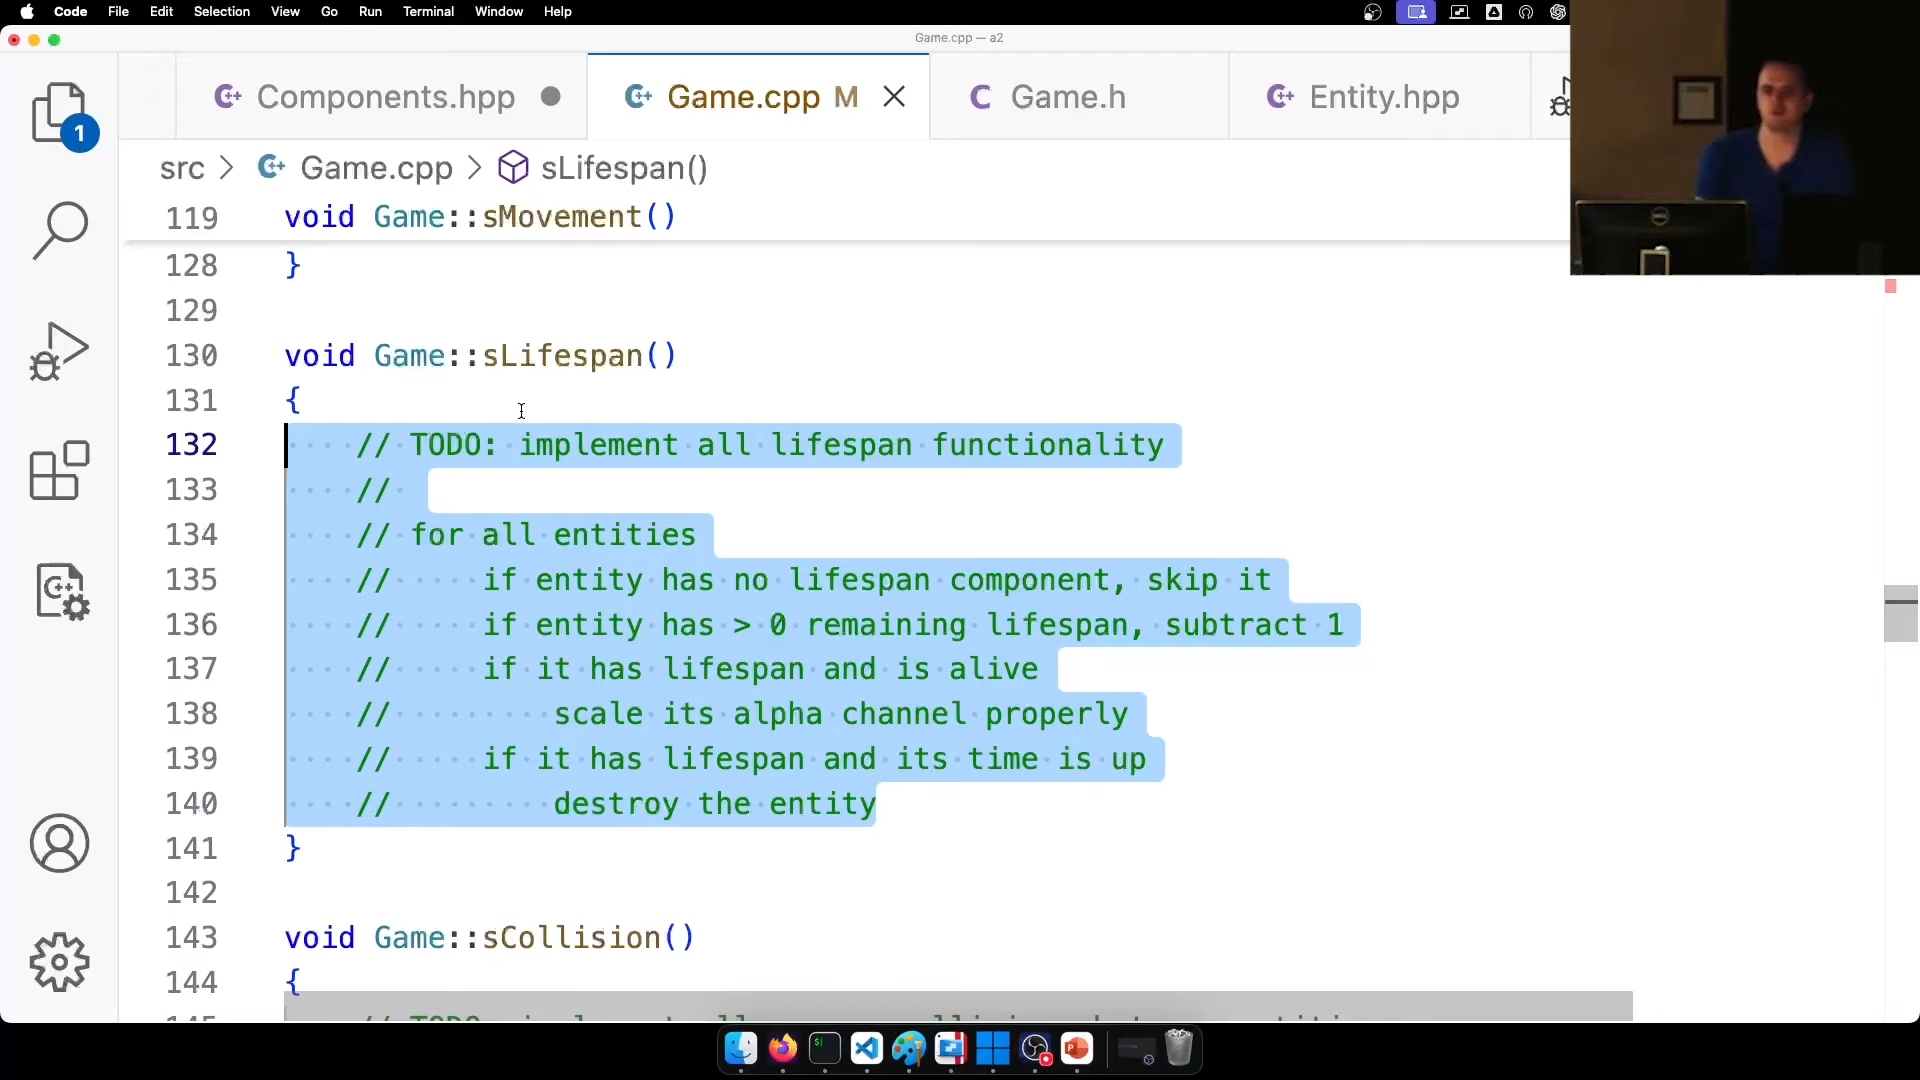 Code File Edit Selection View Go Run Terminal Window Help
Game.cpp — a2
Components.hpp
Game.cpp M
Game.h
Entity.hpp
1
src > Game.cpp > sLifespan()
119 void Game::sMovement()
128 }
129
130 void Game::sLifespan()
131 {
132 // TODO: implement all lifespan functionality
133 //
134 // for all entities
135 // if entity has no lifespan component, skip it
136 // if entity has > 0 remaining lifespan, subtract 1
137 // if it has lifespan and is alive
138 // scale its alpha channel properly
139 // if it has lifespan and its time is up
140 // destroy the entity
141 }
142
143 void Game::sCollision()
144 {